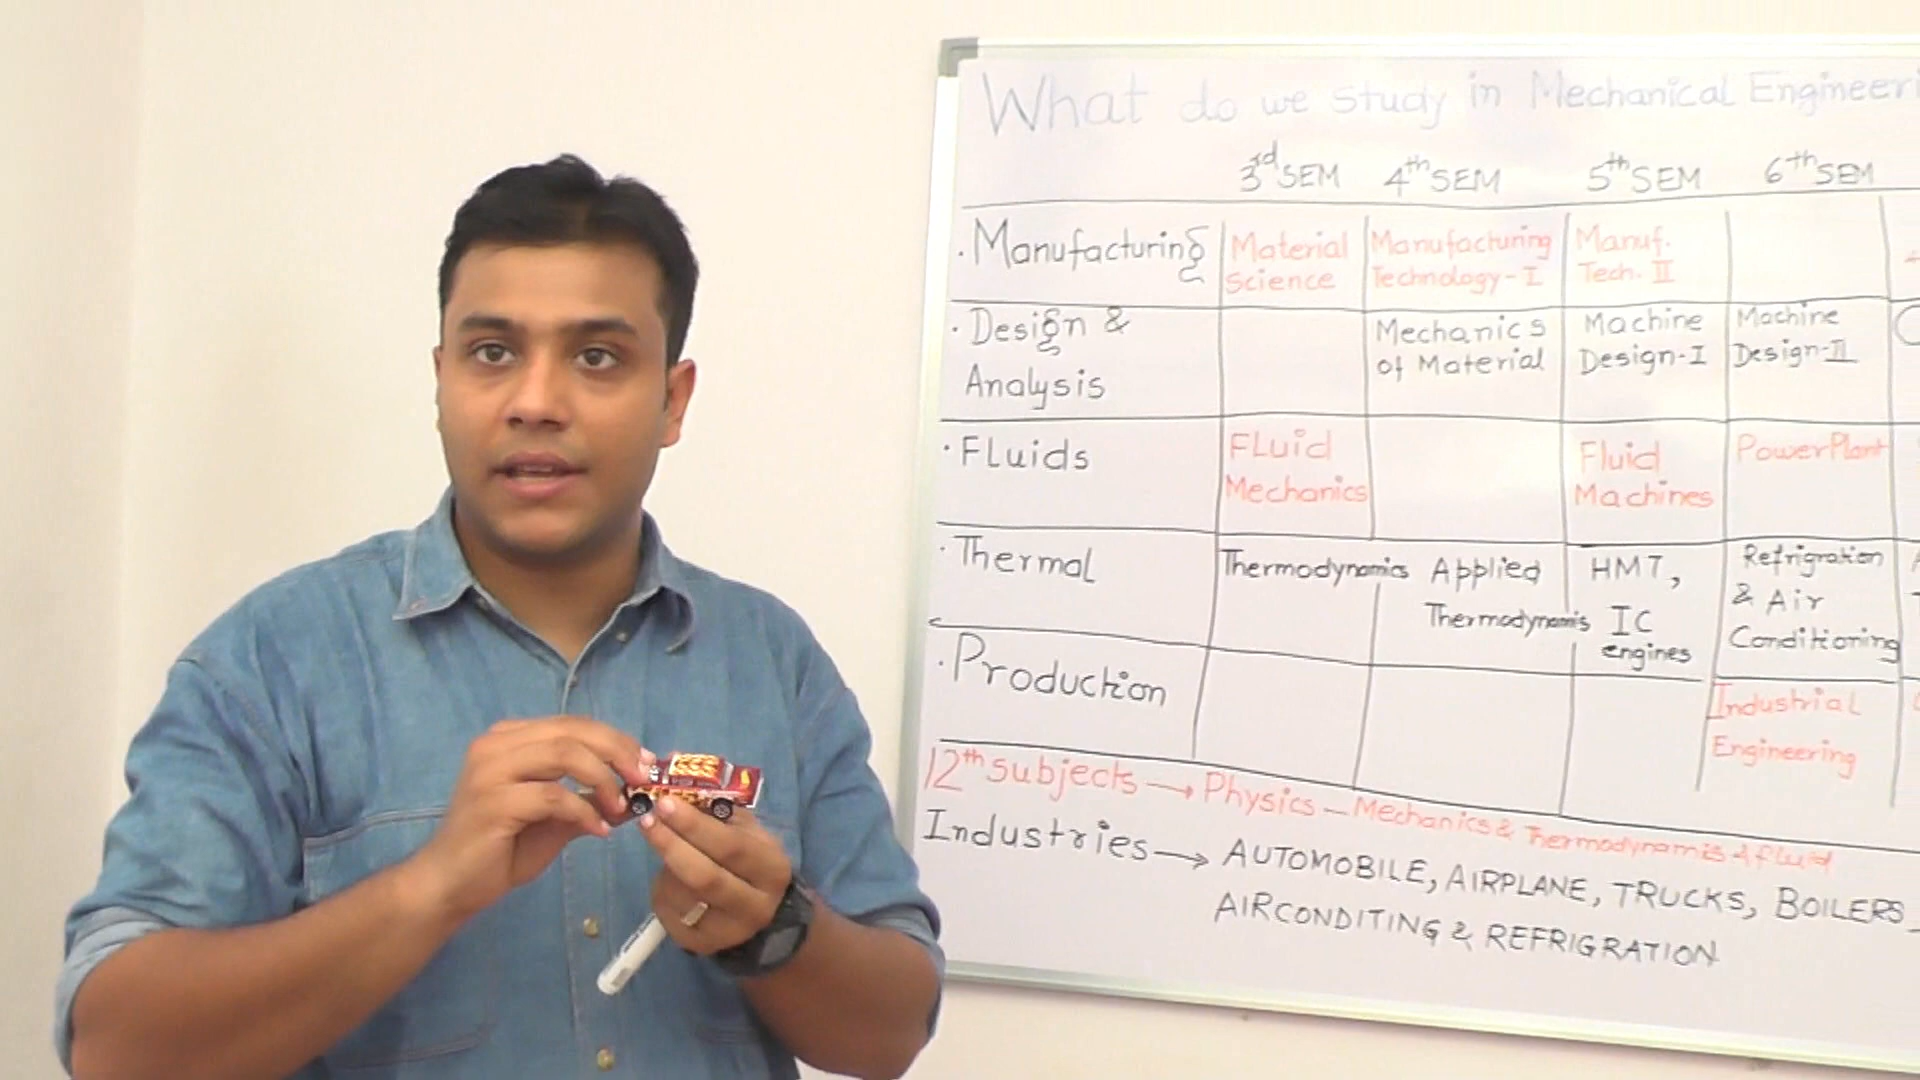 What do we study in Mechanical Engineeri
3rd SEM 4th SEM 5th SEM 6th SEM
· Manufacturing
Material
Science
Manufacturing
Technology-I
Manuf.
Tech. II
· Design &
Analysis
Mechanics
of Material
Machine
Design-I
Machine
Design-II
· FLuids
FLuid
Mechanics
Fluid
Machines
PowerPlant
· Thermal
Thermodynamics
Applied
Thermodynamis
HMT,
IC
engines
Refrigration
& Air
Conditioning
· Production
Industrial
Engineering
12th subjects → Physics - Mechanics & Thermodynamis & fluid
Industries → AUTOMOBILE, AIRPLANE, TRUCKS, BOILERS
AIRCONDITING & REFRIGRATION